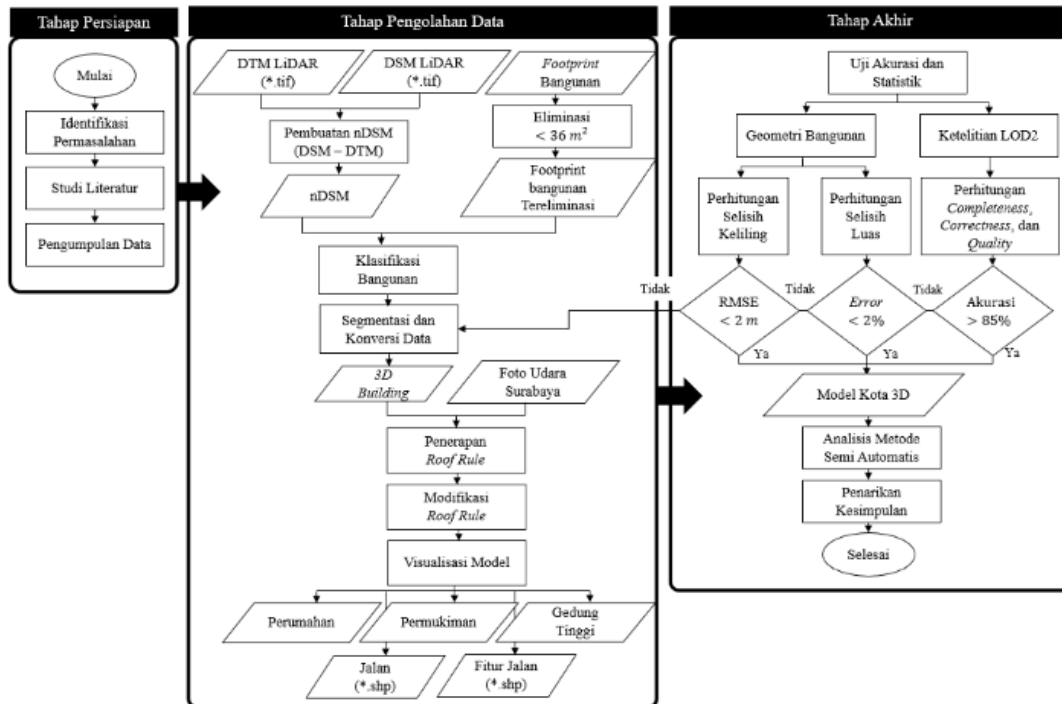 Tahap Persiapan
Mulai
Identifikasi
Permasalahan
Studi Literatur
Pengumpulan Data
Tahap Pengolahan Data
DTM LiDAR
(*.tif)
DSM LiDAR
(*.tif)
Footprint
Bangunan
Pembuatan nDSM
(DSM – DTM)
Eliminasi
< 36 m²
nDSM
Footprint
bangunan
Tereliminasi
Klasifikasi
Bangunan
Segmentasi dan
Konversi Data
3D
Building
Foto Udara
Surabaya
Penerapan
Roof Rule
Modifikasi
Roof Rule
Visualisasi Model
Perumahan
Permukiman
Gedung
Tinggi
Jalan
(*.shp)
Fitur Jalan
(*.shp)
Tahap Akhir
Uji Akurasi dan
Statistik
Geometri Bangunan
Ketelitian LOD2
Perhitungan
Selisih
Keliling
Perhitungan
Selisih
Luas
Perhitungan
Completeness,
Correctness, dan
Quality
Tidak
RMSE
< 2 m
Tidak
Error
< 2%
Tidak
Akurasi
> 85%
Ya
Ya
Ya
Model Kota 3D
Analisis Metode
Semi Automatis
Penarikan
Kesimpulan
Selesai